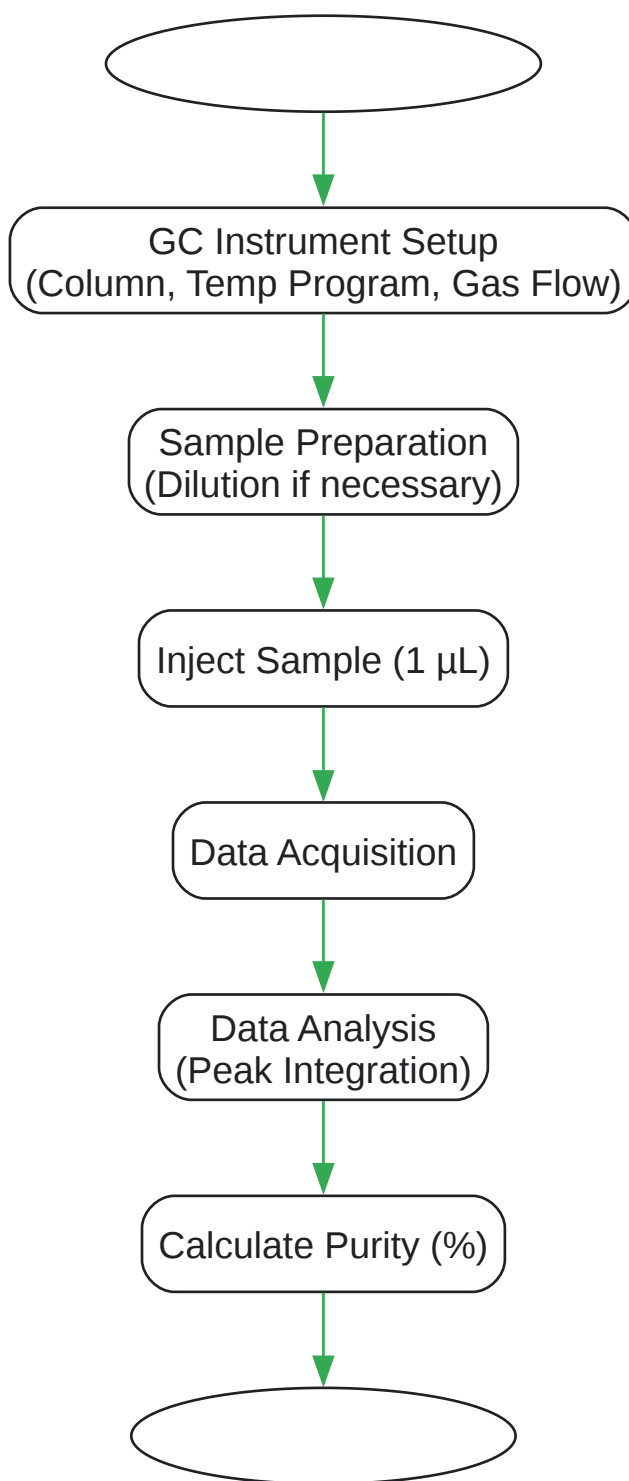 GC Instrument Setup
(Column, Temp Program, Gas Flow)
Sample Preparation
(Dilution if necessary)
Inject Sample (1 µL)
Data Acquisition
Data Analysis
(Peak Integration)
Calculate Purity (%)